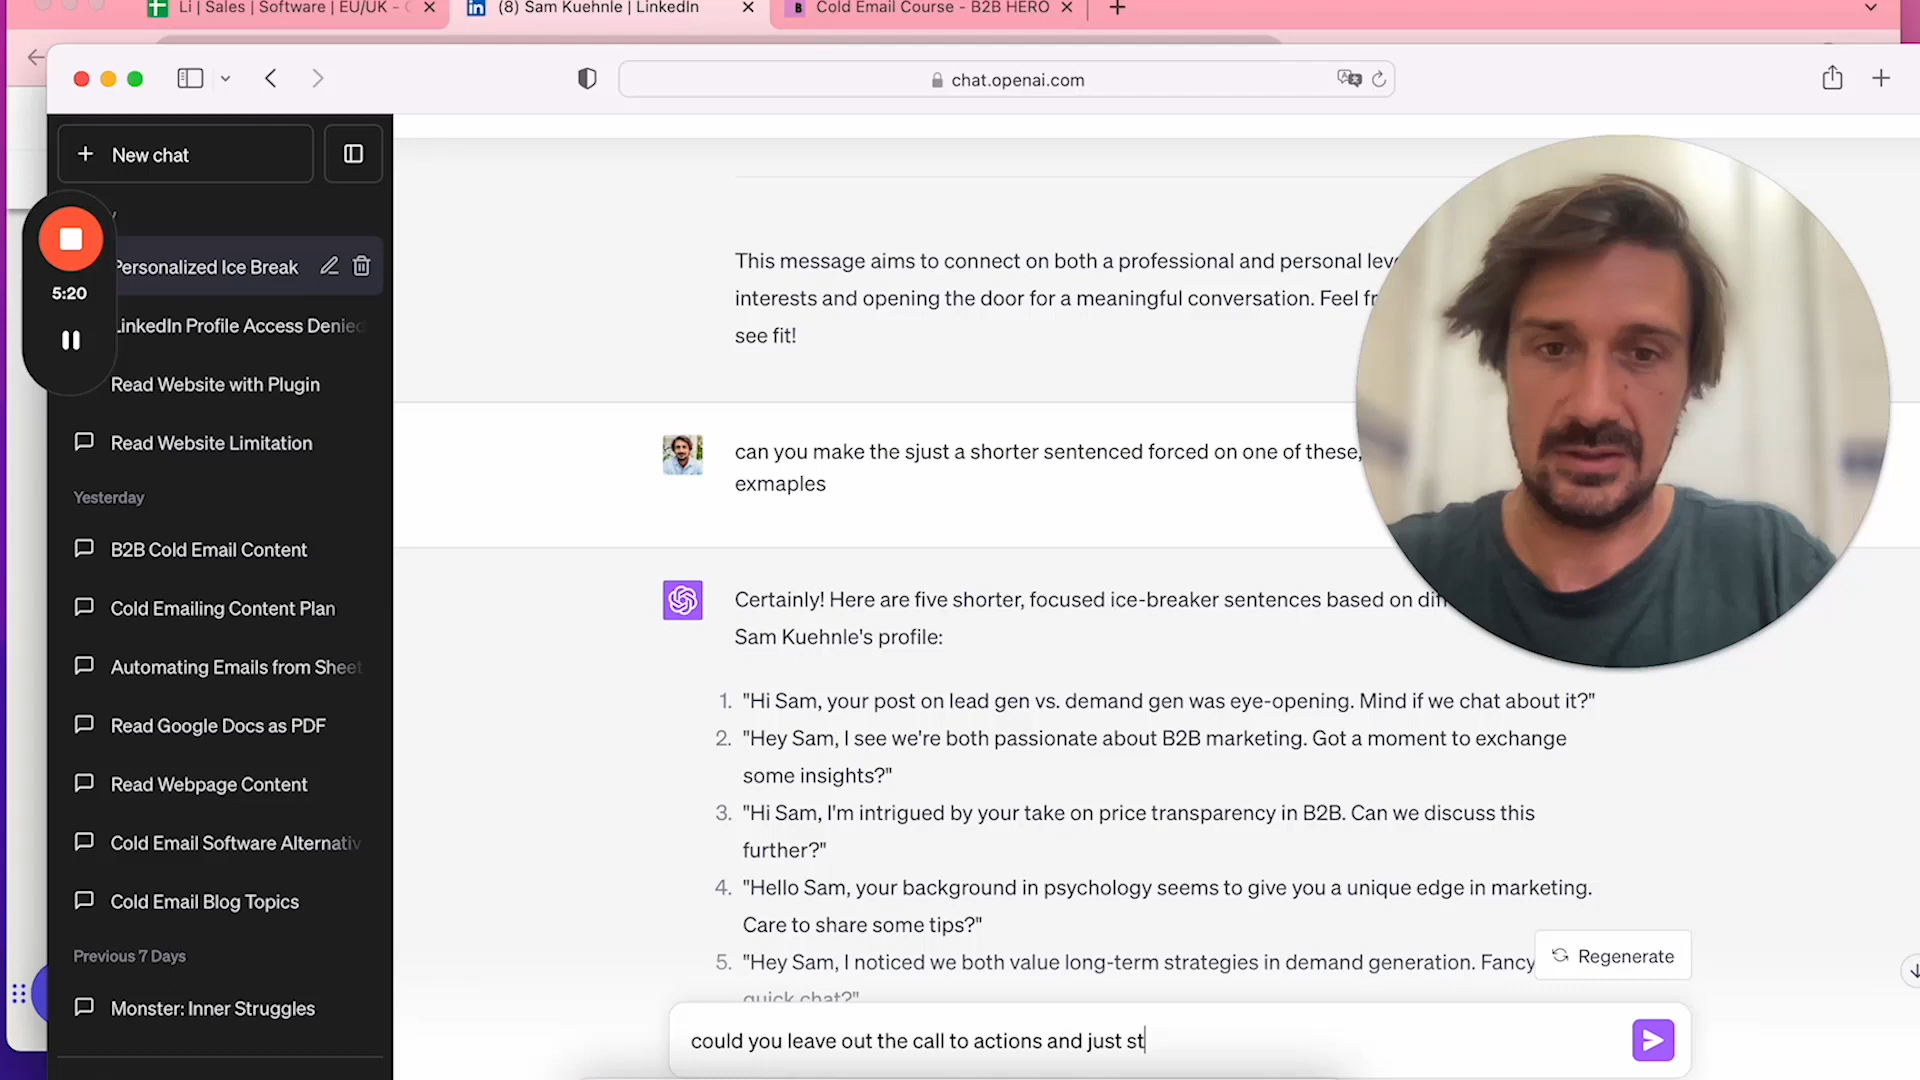 Li | Sales | Software | EU/UK -
(8) Sam Kuehnle | LinkedIn
Cold Email Course - B2B HERO
chat.openai.com
New chat
5:20
Personalized Ice Break
LinkedIn Profile Access Denied
Read Website with Plugin
Read Website Limitation
Yesterday
B2B Cold Email Content
Cold Emailing Content Plan
Automating Emails from Sheet
Read Google Docs as PDF
Read Webpage Content
Cold Email Software Alternativ
Cold Email Blog Topics
Previous 7 Days
Monster: Inner Struggles
This message aims to connect on both a professional and personal
interests and opening the door for a meaningful conversation. Feel
see fit!
can you make the sjust a shorter sentenced forced on one of these,
exmaples
Certainly! Here are five shorter, focused ice-breaker sentences based on
Sam Kuehnle's profile:
1. "Hi Sam, your post on lead gen vs. demand gen was eye-opening. Mind if we chat about it?"
2. "Hey Sam, I see we're both passionate about B2B marketing. Got a moment to exchange
some insights?"
3. "Hi Sam, I'm intrigued by your take on price transparency in B2B. Can we discuss this
further?"
4. "Hello Sam, your background in psychology seems to give you a unique edge in marketing.
Care to share some tips?"
5. "Hey Sam, I noticed we both value long-term strategies in demand generation. Fancy
quick chat?"
Regenerate
could you leave out the call to actions and just st